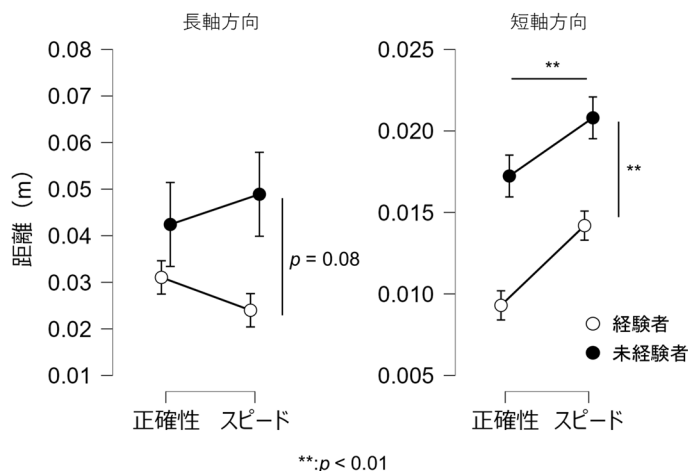 長軸方向
0.08
0.07
0.06
0.05
0.04
0.03
0.02
0.01
距離（m）
p = 0.08
正確性 スピード
短軸方向
0.025
0.020
0.015
0.010
0.005
**
**
経験者
未経験者
正確性 スピード
**:p < 0.01